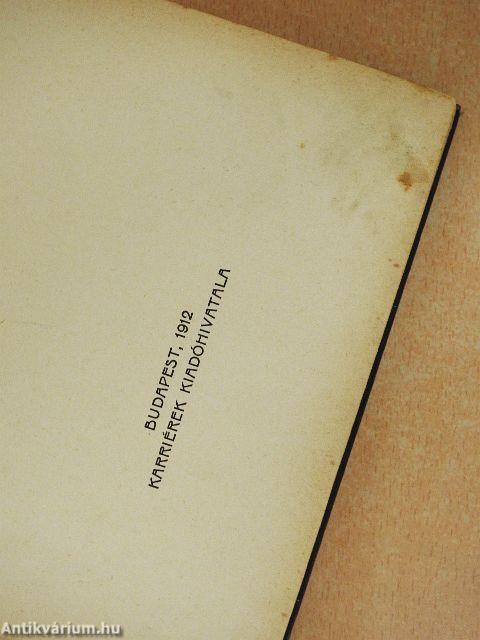 BUDAPEST, 1912
KARRIÉREK KIADÓHIVATALA
Antikvárium.hu